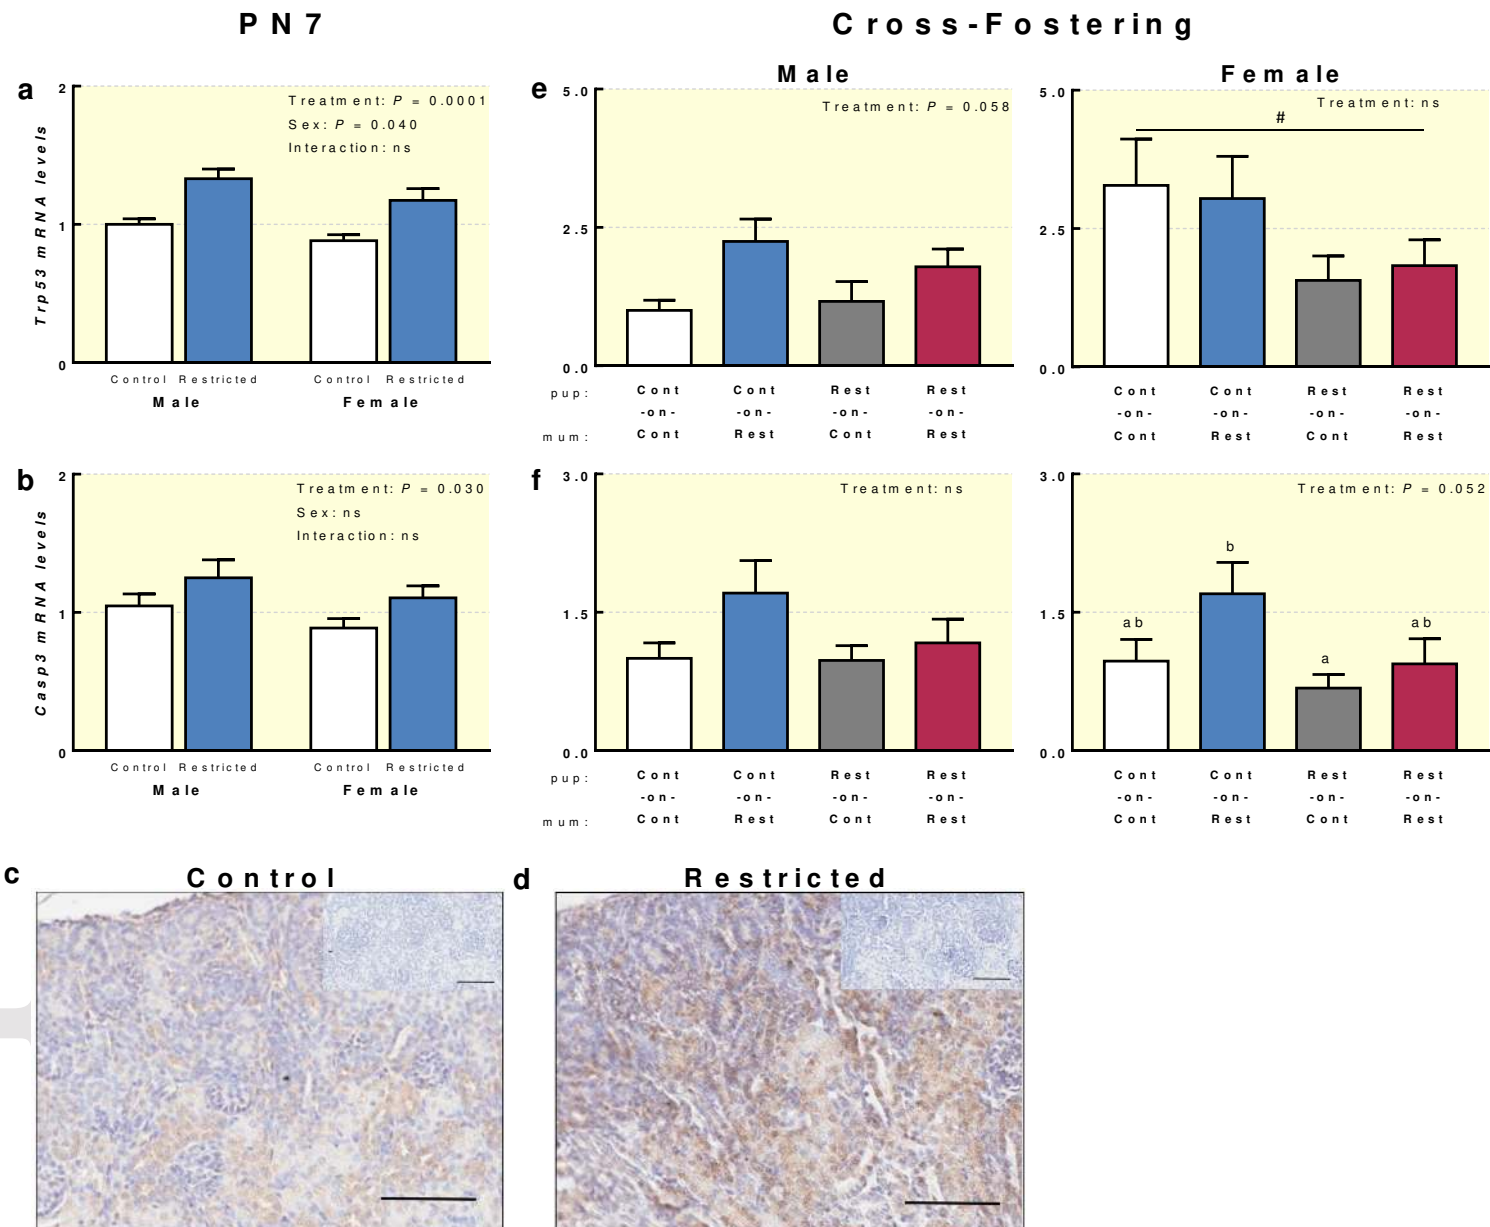 PN7
Cross-Fostering
a
Trp53 mRNA levels
2
1
0
Treatment: P = 0.0001
Sex: P = 0.040
Interaction: ns
Control Restricted Control Restricted
Male Female
b
Casp3 mRNA levels
2
1
0
Treatment: P = 0.030
Sex: ns
Interaction: ns
Control Restricted Control Restricted
Male Female
e
Male
5.0
2.5
0.0
Treatment: P = 0.058
pup: Cont Cont Rest Rest
-on- -on- -on- -on-
mum: Cont Rest Cont Rest
Female
5.0
2.5
0.0
Treatment: ns
#
Cont Cont Rest Rest
-on- -on- -on- -on-
Cont Rest Cont Rest
f
3.0
1.5
0.0
Treatment: ns
pup: Cont Cont Rest Rest
-on- -on- -on- -on-
mum: Cont Rest Cont Rest
3.0
1.5
0.0
Treatment: P = 0.052
ab b a ab
Cont Cont Rest Rest
-on- -on- -on- -on-
Cont Rest Cont Rest
c
Control
d
Restricted